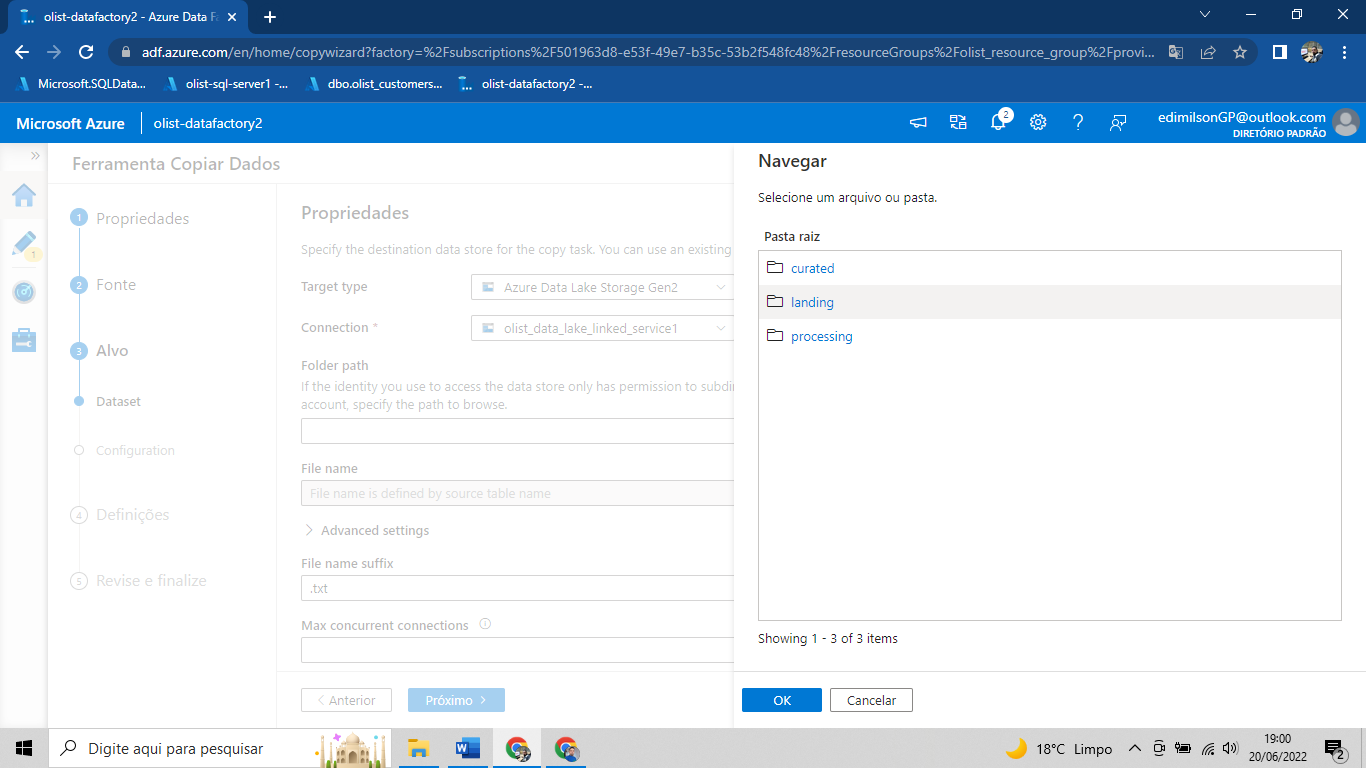 olist-datafactory2 - Azure Data F
adf.azure.com/en/home/copywizard?factory=%2Fsubscriptions%2F501963d8-e53f-49e7-b35c-53b2f548fc48%2FresourceGroups%2Folist_resource_group%2Fprovi...
Microsoft.SQLData... olist-sql-server1 -... dbo.olist_customers... olist-datafactory2 -...
Microsoft Azure olist-datafactory2 2 edimilsonGP@outlook.com
DIRETÓRIO PADRÃO
Ferramenta Copiar Dados
1 Propriedades
2 Fonte
3 Alvo
Dataset
Configuration
4 Definições
5 Revise e finalize
1
Propriedades
Specify the destination data store for the copy task. You can use an existing
Target type Azure Data Lake Storage Gen2
Connection * olist_data_lake_linked_service1
Folder path
If the identity you use to access the data store only has permission to subdi
account, specify the path to browse.
File name
File name is defined by source table name
Advanced settings
File name suffix
.txt
Max concurrent connections
Anterior Próximo
Navegar
Selecione um arquivo ou pasta.
Pasta raiz
curated
landing
processing
Showing 1 - 3 of 3 items
OK Cancelar
Digite aqui para pesquisar
18°C Limpo
19:00
20/06/2022
2